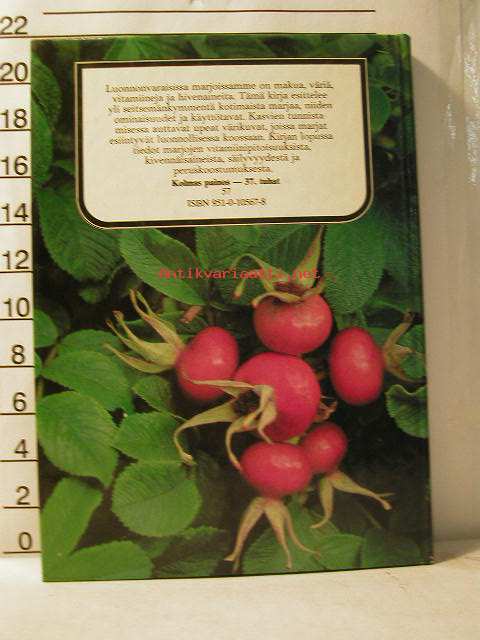 22
20
18
16
14
12
10
8
6
4
2
0
Luonnonvaraisissa marjoissamme on makua, väriä,
vitamiineja ja hivenaineita. Tämä kirja esittelee
yli seitsemänkymmentä kotimaista marjaa, niiden
ominaisuudet ja käyttötavat. Kasvien tunnista
misessa auttavat upeat värikuvat, joissa marjat
esiintyvät luonnollisessa koossaan. Kirjan lopussa
tiedot marjojen vitamiinipitoisuuksista,
kivennäisaineista, säilyvyydestä ja
peruskoostumuksesta.
Kolmas painos — 37. tuhat
57
ISBN 951-0-10567-8
Antikvariaatti.net